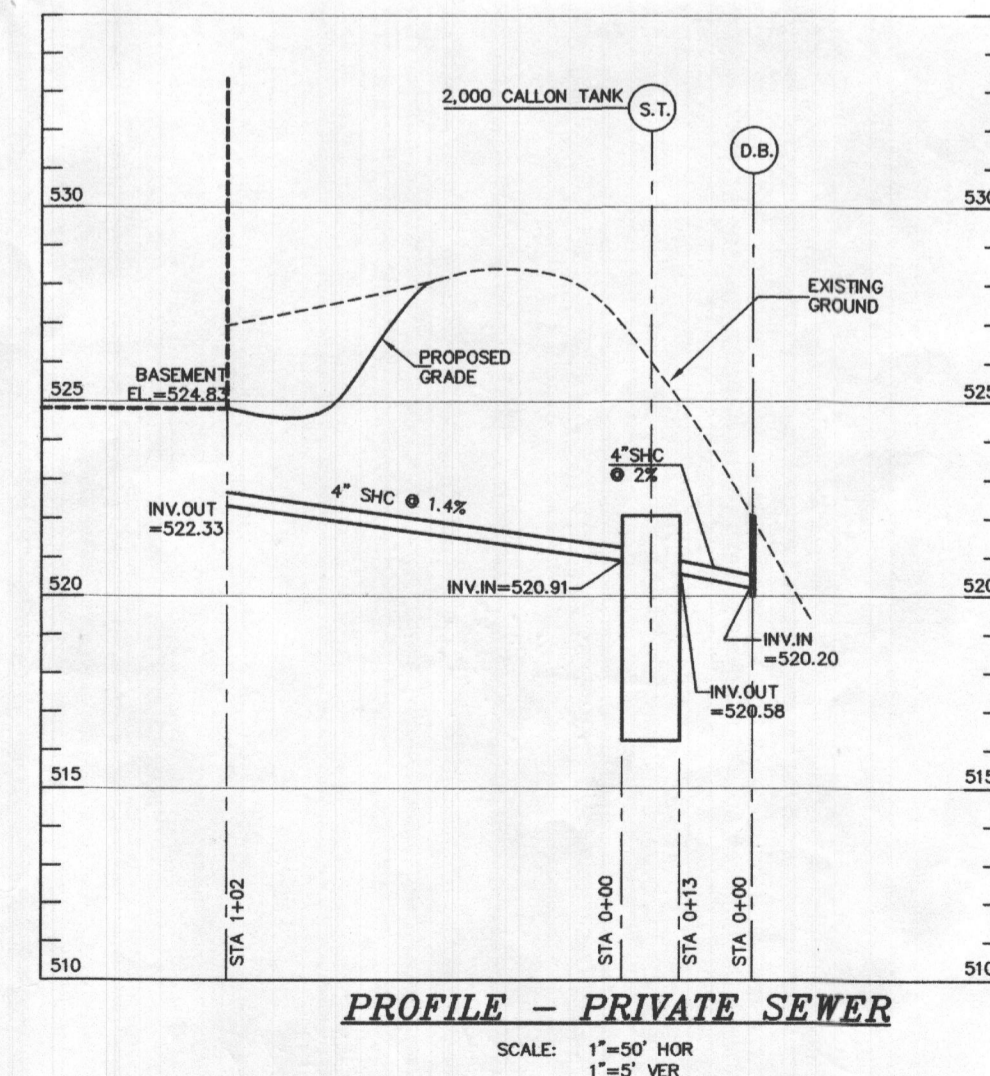 2,000 CALLON TANK
S.T.
D.B.
530
530
EXISTING
GROUND
PROPOSED
GRADE
BASEMENT
EL.=524.83
525
525
4"SHC
@ 2%
4" SHC @ 1.4%
INV.OUT
=522.33
INV.IN=520.91
520
520
INV.IN
=520.20
INV.OUT
=520.58
515
515
STA 1+02
STA 0+00
STA 0+13
STA 0+00
510
510
PROFILE - PRIVATE SEWER
SCALE: 1"=50' HOR
1"=5' VER